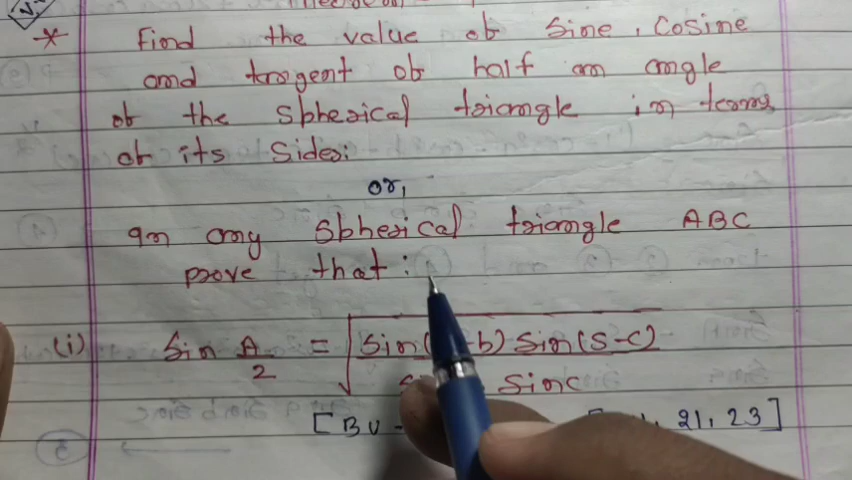 * Find the value of Sine, Cosine
and tangent of half an angle
of the Spherical triangle in terms
of its Sides:
or,
In any Spherical triangle ABC
prove that:
(i) Sin A/2 = √ Sin( -b) Sin(s-c)
Sinc
[BU - 21, 23]